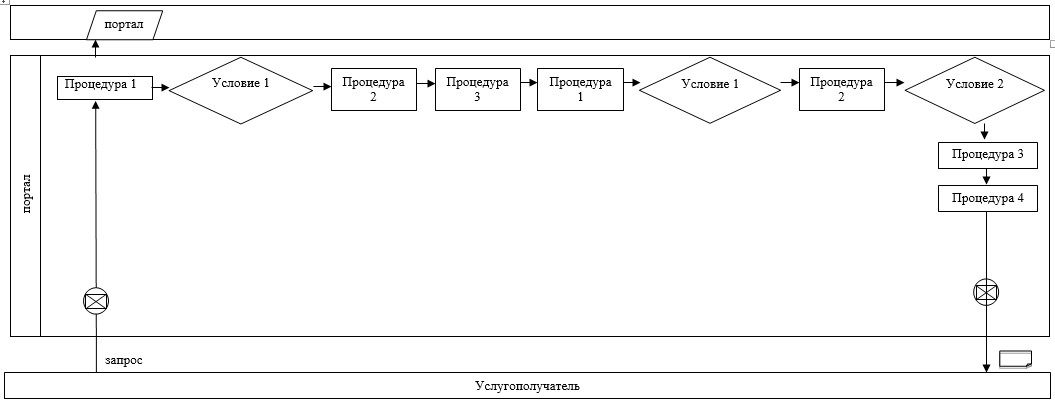 портал
Процедура 1
Условие 1
Процедура
2
Процедура
3
Процедура
1
Условие 1
Процедура
2
Условие 2
Процедура 3
Процедура 4
портал
запрос
Услугополучатель